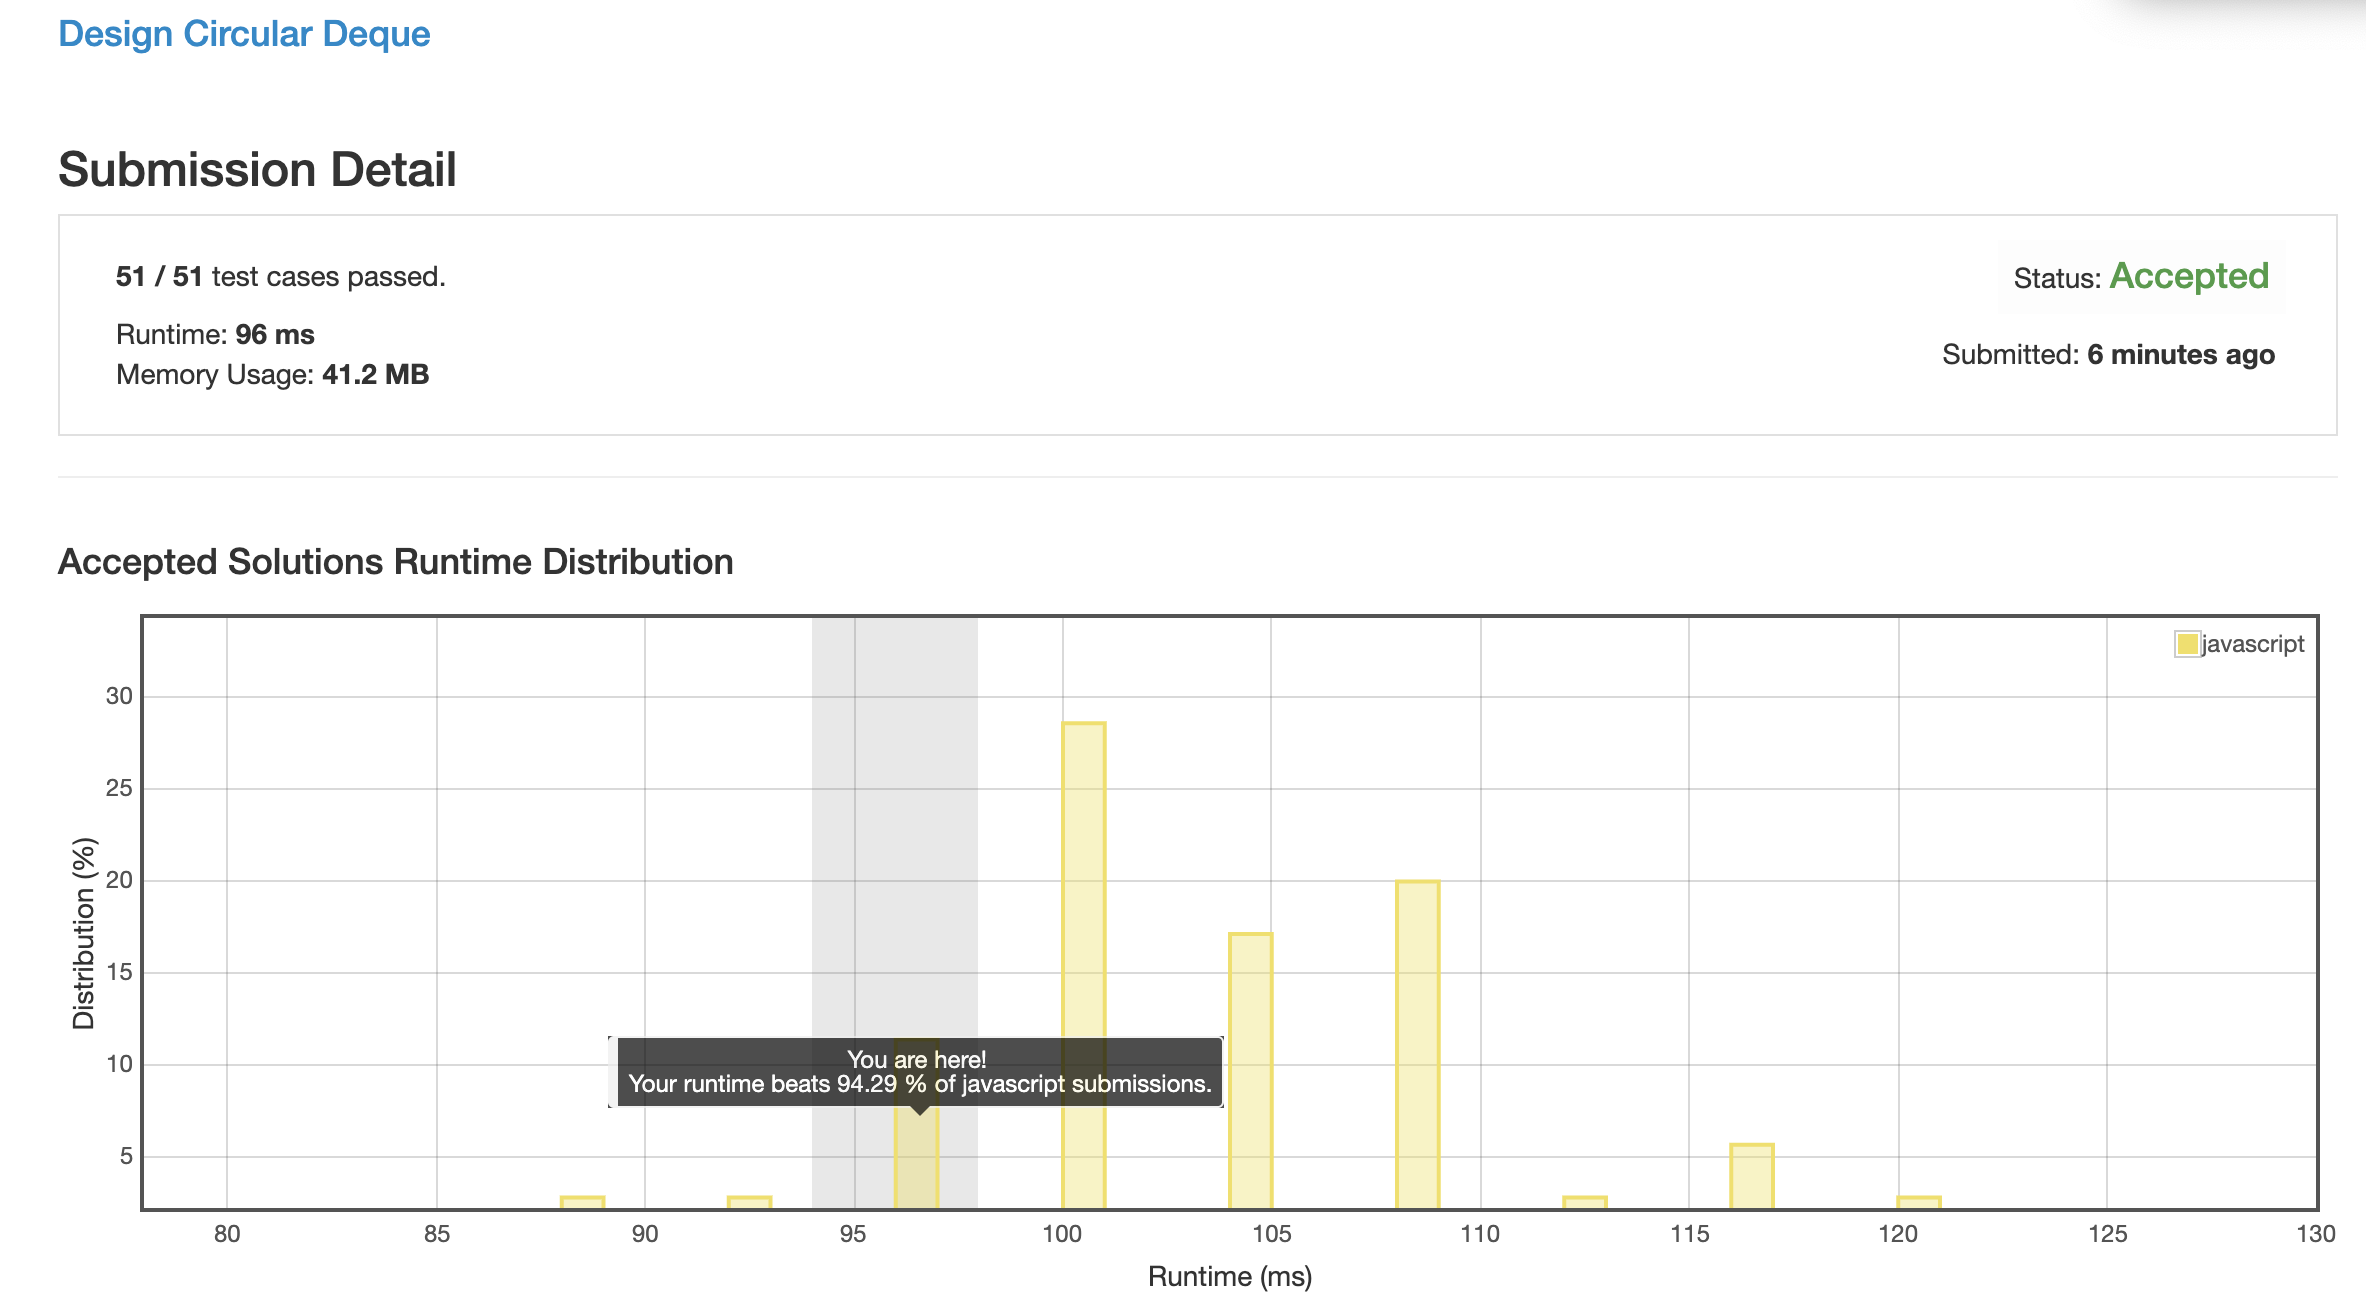 Design Circular Deque
Submission Detail
51 / 51 test cases passed.
Status: Accepted
Runtime: 96 ms
Submitted: 6 minutes ago
Memory Usage: 41.2 MB
Accepted Solutions Runtime Distribution
javascript
30
25
20
15
10
5
Distribution (%)
You are here!
Your runtime beats 94.29 % of javascript submissions.
80 85 90 95 100 105 110 115 120 125 130
Runtime (ms)